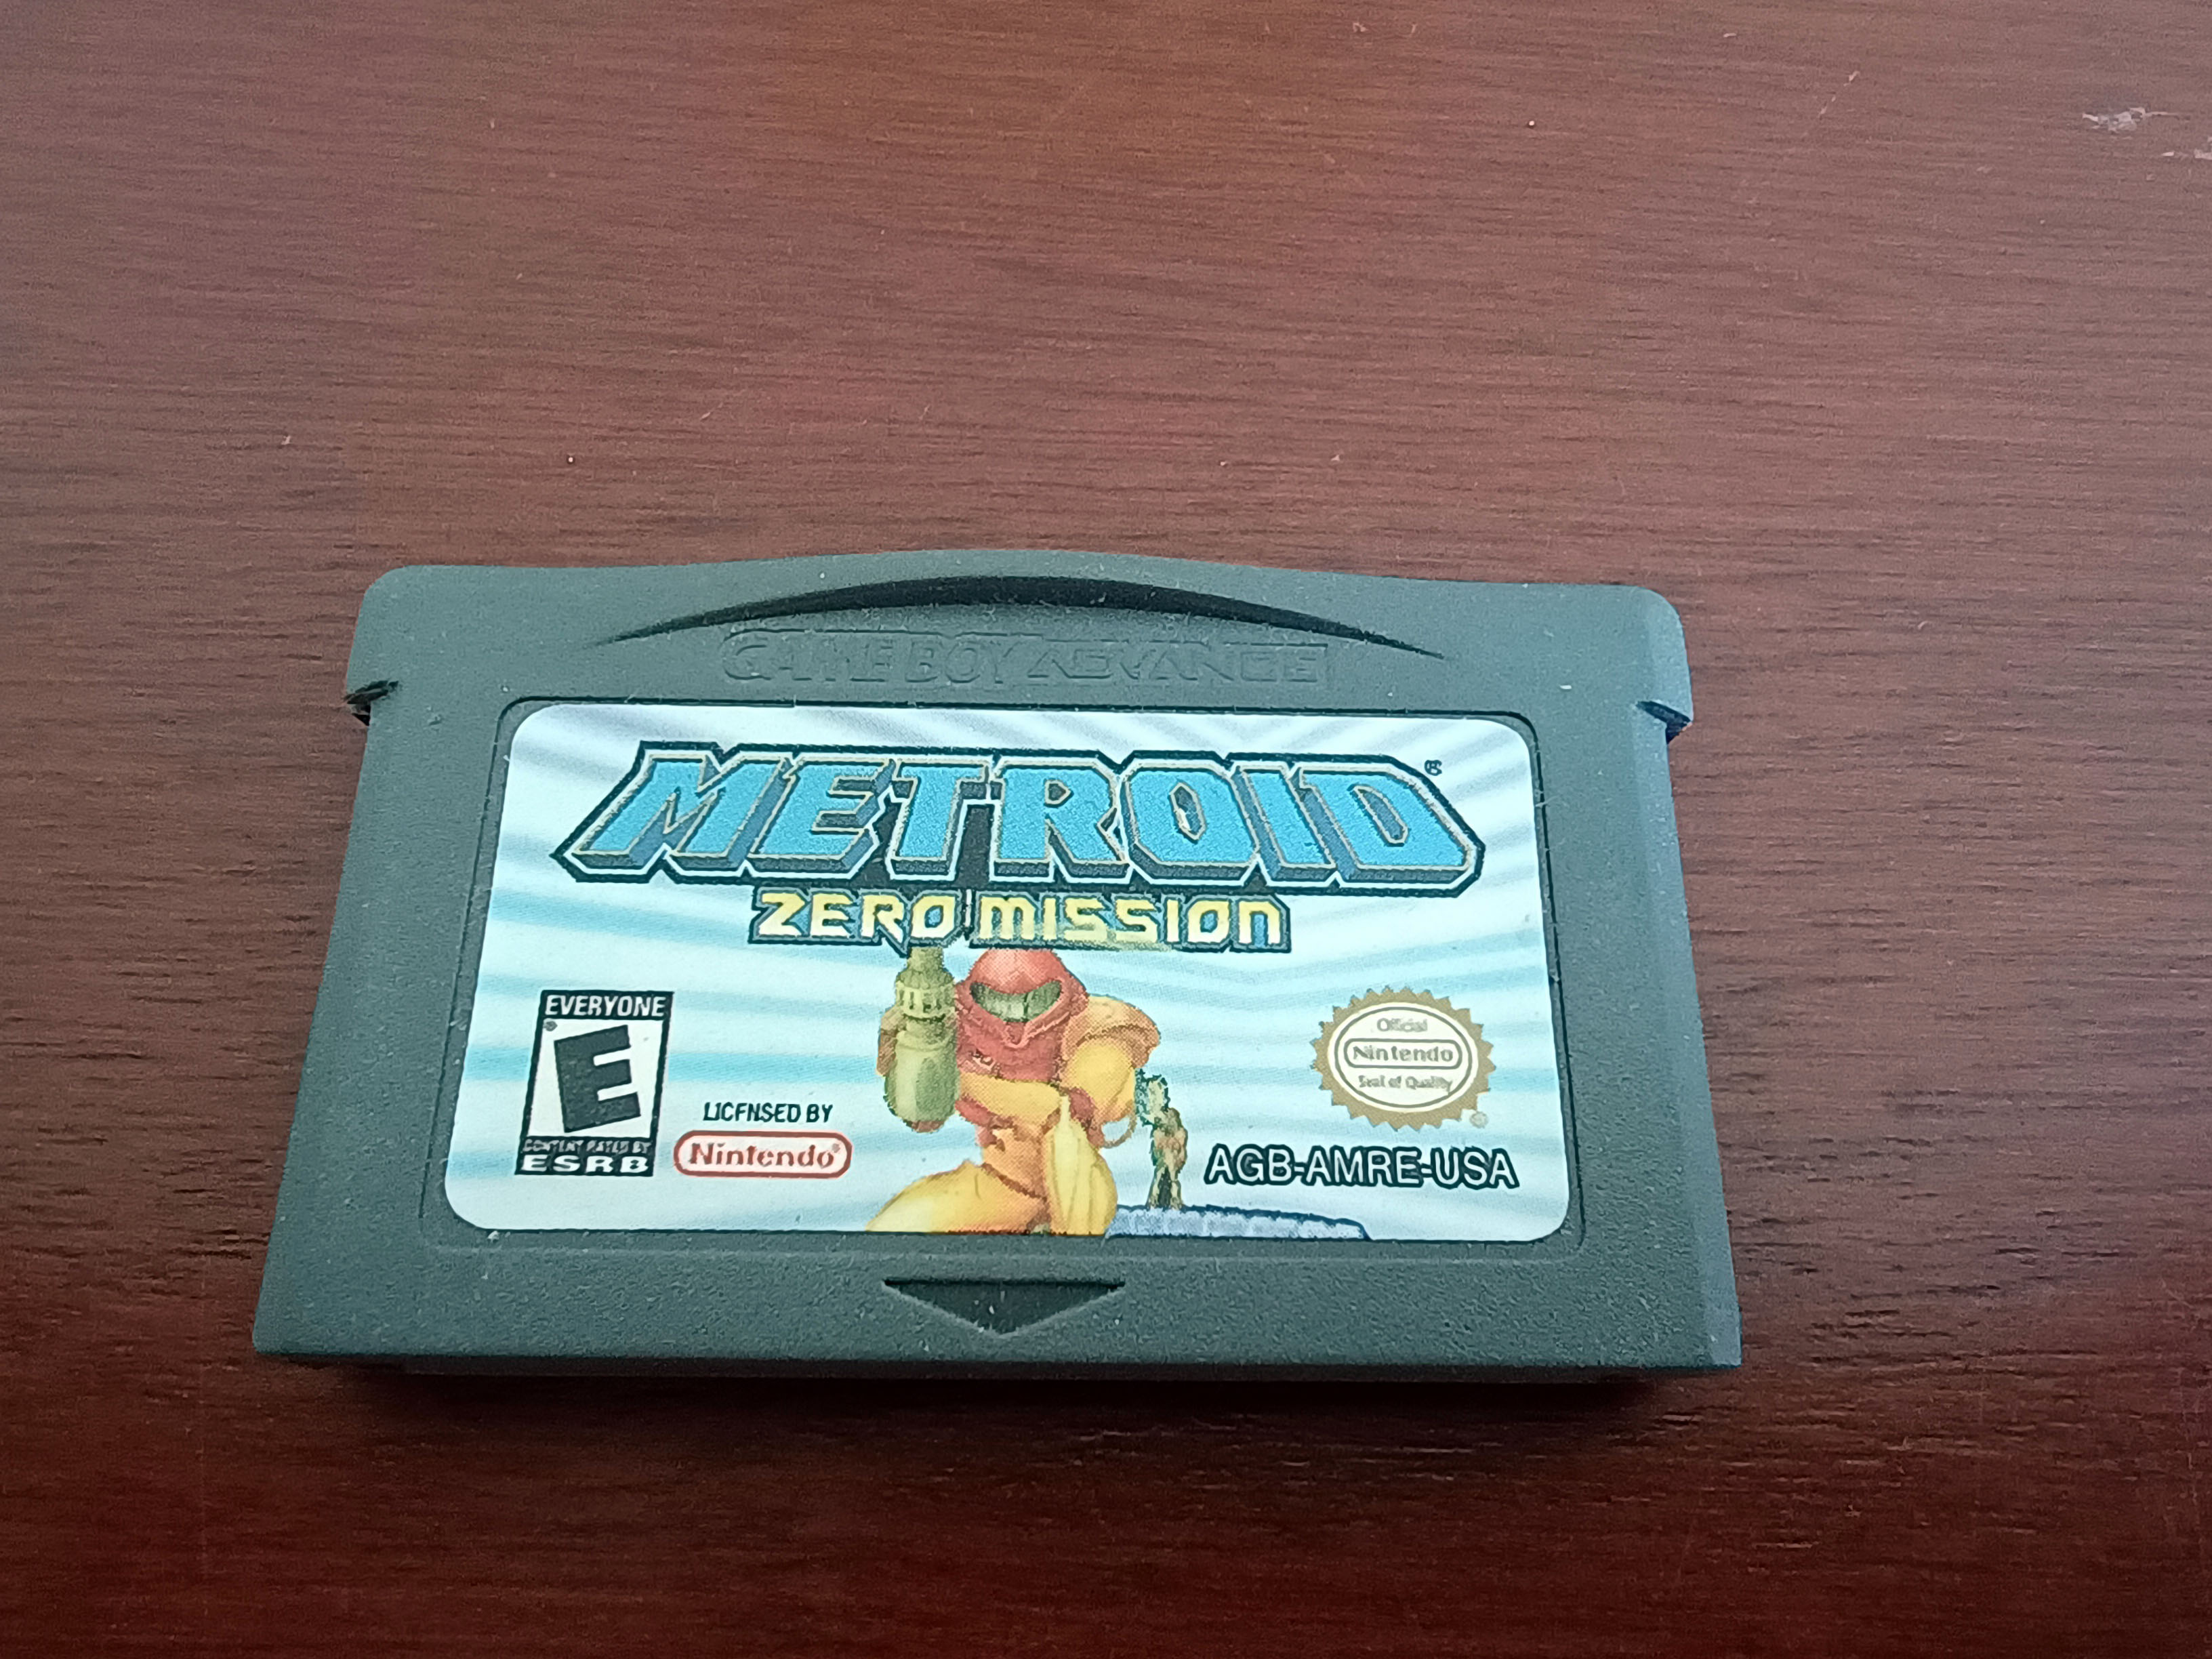 GAME BOY ADVANCE
METROID®
ZERO MISSION
EVERYONE
E
CONTENT RATED BY
ESRB
LICENSED BY
Nintendo®
Official
Nintendo
Seal of Quality
AGB-AMRE-USA